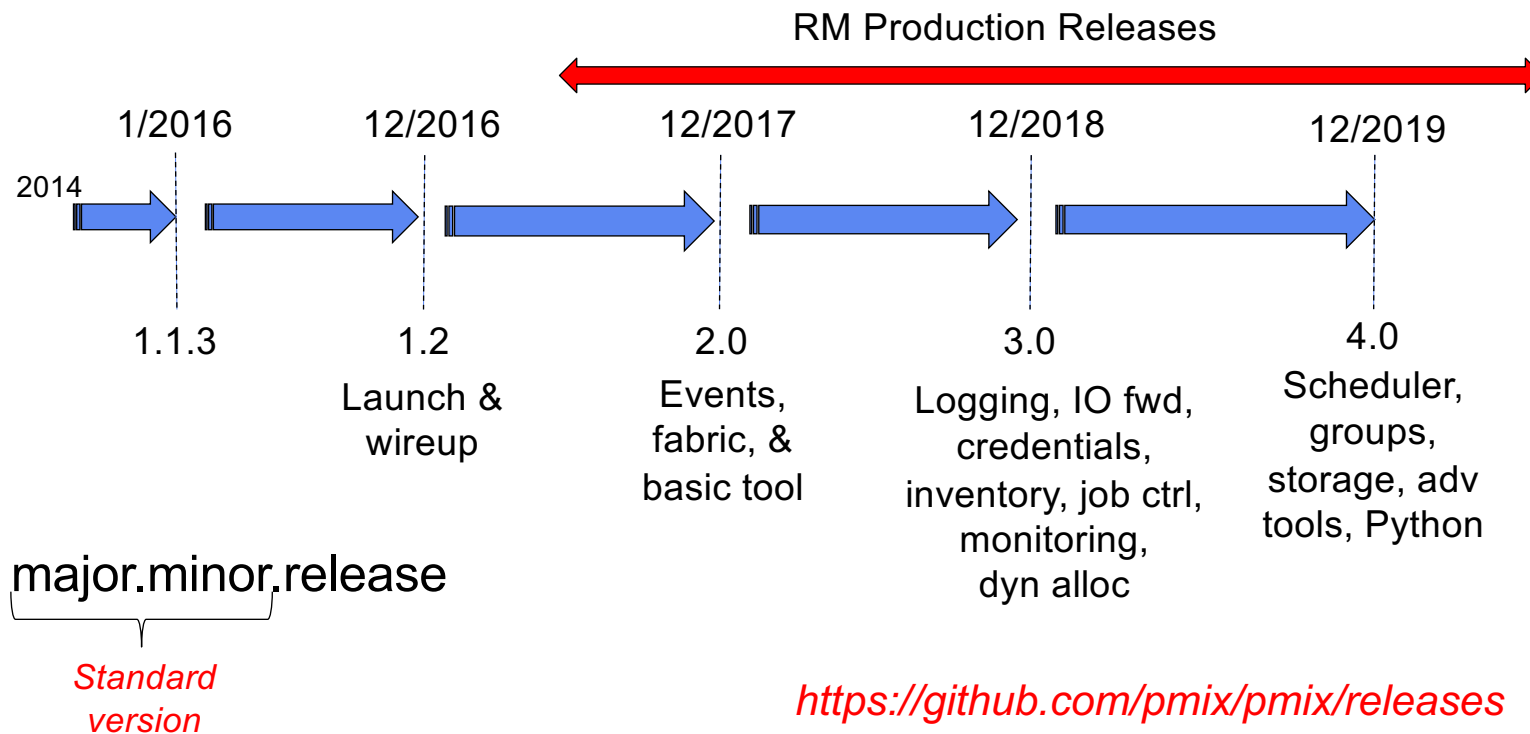 RM Production Releases
1/2016
12/2016
12/2017
12/2018
12/2019
2014
1.1.3
1.2
2.0
3.0
4.0
Launch &
wireup
Events,
fabric, &
basic tool
Logging, IO fwd,
credentials,
inventory, job ctrl,
monitoring,
dyn alloc
Scheduler,
groups,
storage, adv
tools, Python
major.minor.release
Standard
version
https://github.com/pmix/pmix/releases